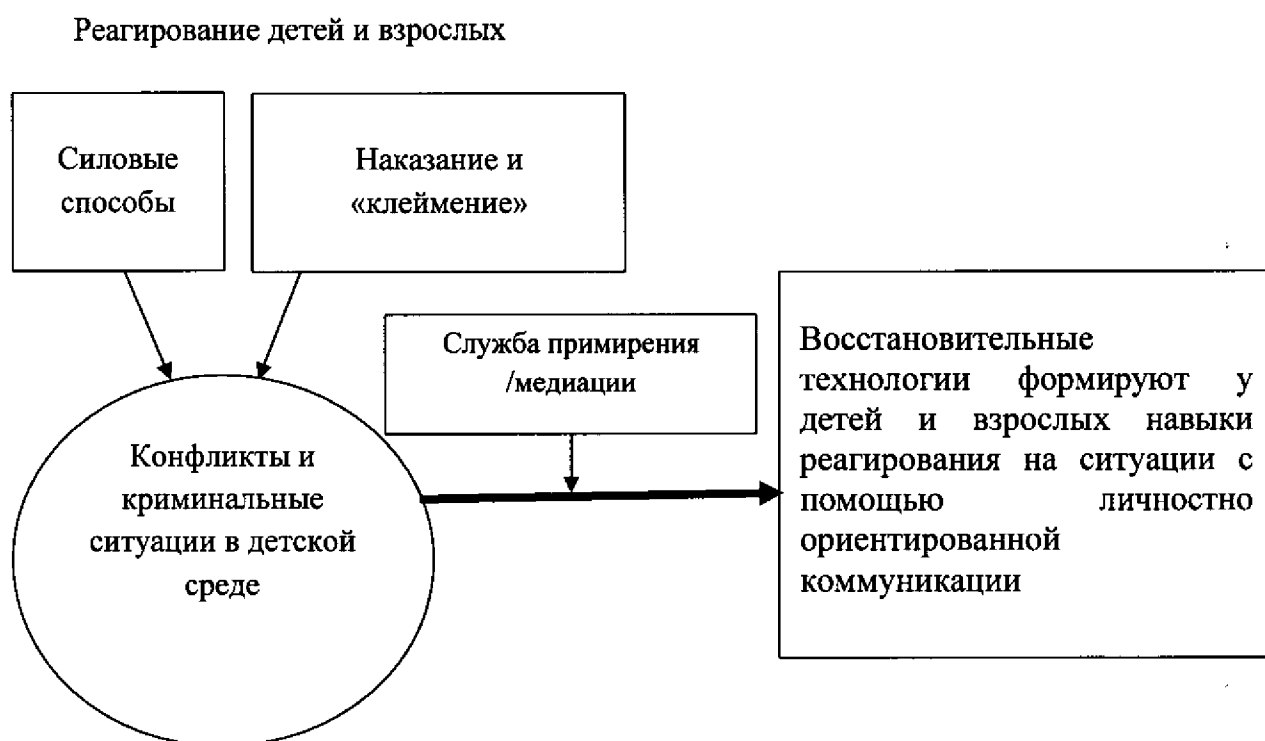 Реагирование детей и взрослых
Силовые
способы
Наказание и
«клеймение»
Служба примирения
/медиации
Конфликты и
криминальные
ситуации в детской
среде
Восстановительные
технологии формируют у
детей и взрослых навыки
реагирования на ситуации с
помощью личностно
ориентированной
коммуникации